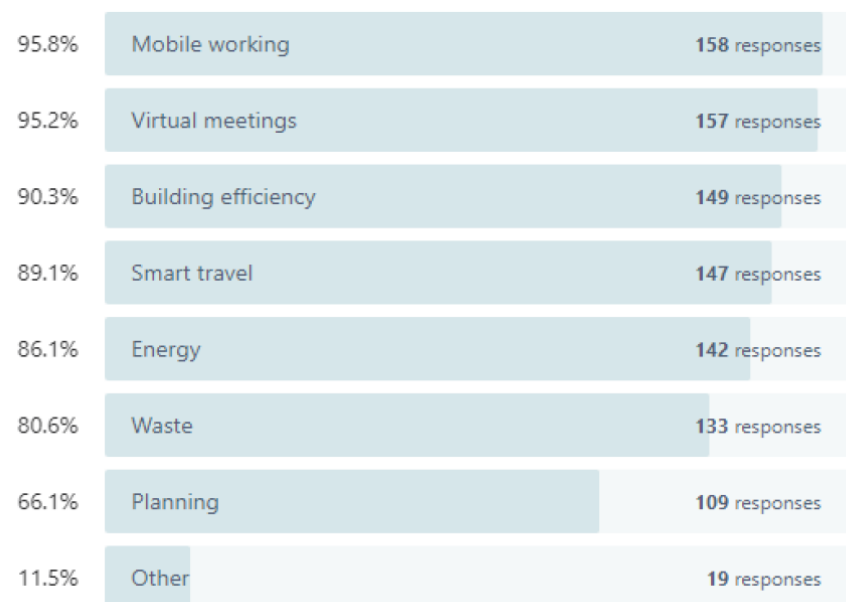 95.8% Mobile working 158 responses
95.2% Virtual meetings 157 responses
90.3% Building efficiency 149 responses
89.1% Smart travel 147 responses
86.1% Energy 142 responses
80.6% Waste 133 responses
66.1% Planning 109 responses
11.5% Other 19 responses